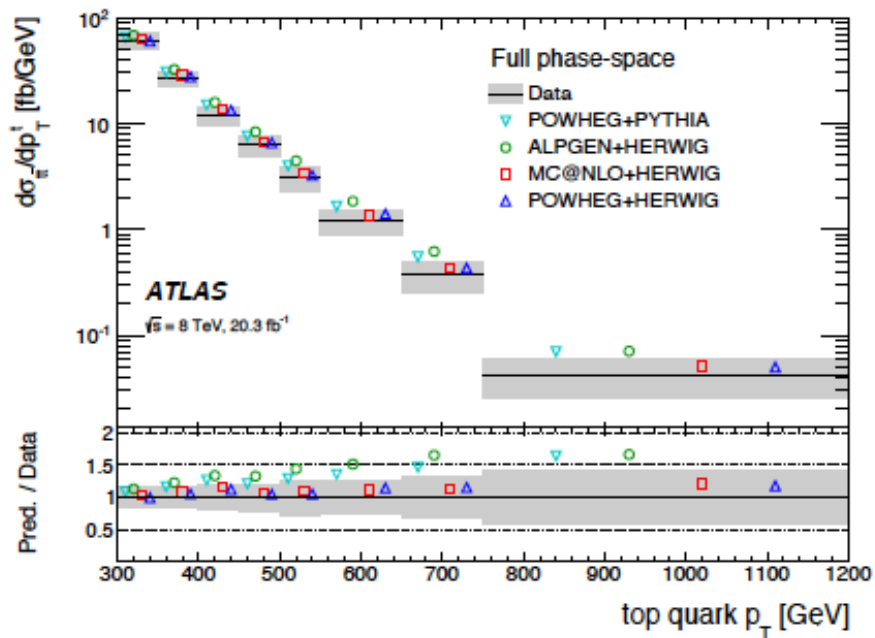 10²
10
1
10⁻¹
dσ_tt̄/dp_T^t [fb/GeV]
Full phase-space
Data
POWHEG+PYTHIA
ALPGEN+HERWIG
MC@NLO+HERWIG
POWHEG+HERWIG
ATLAS
√s = 8 TeV, 20.3 fb⁻¹
Pred. / Data
2
1.5
1
0.5
300 400 500 600 700 800 900 1000 1100 1200
top quark p_T [GeV]